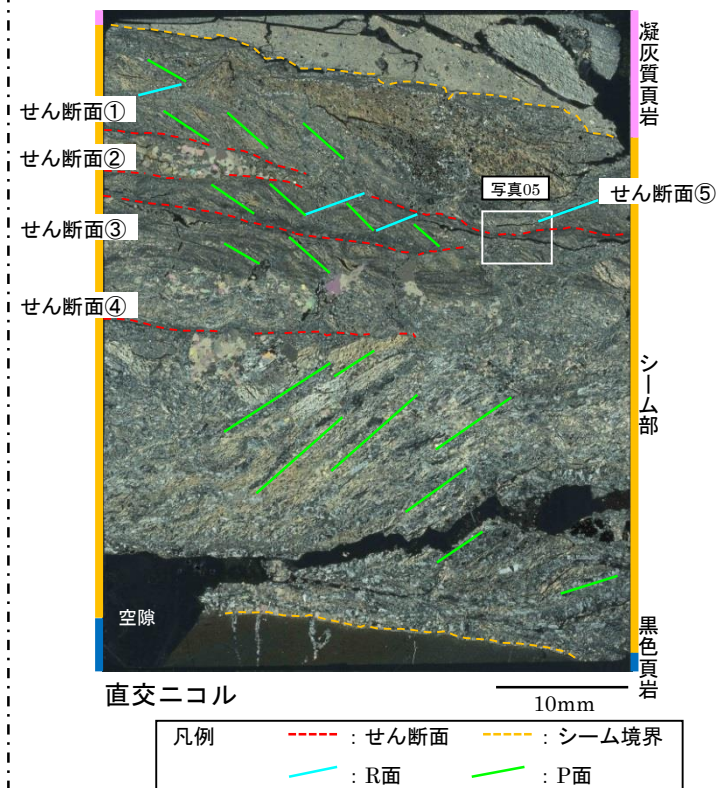 凝灰質頁岩
せん断面①
せん断面②
写真05
せん断面⑤
せん断面③
せん断面④
シーム部
空隙
黒色頁岩
直交ニコル
10mm
凡例
：せん断面
：シーム境界
：R面
：P面